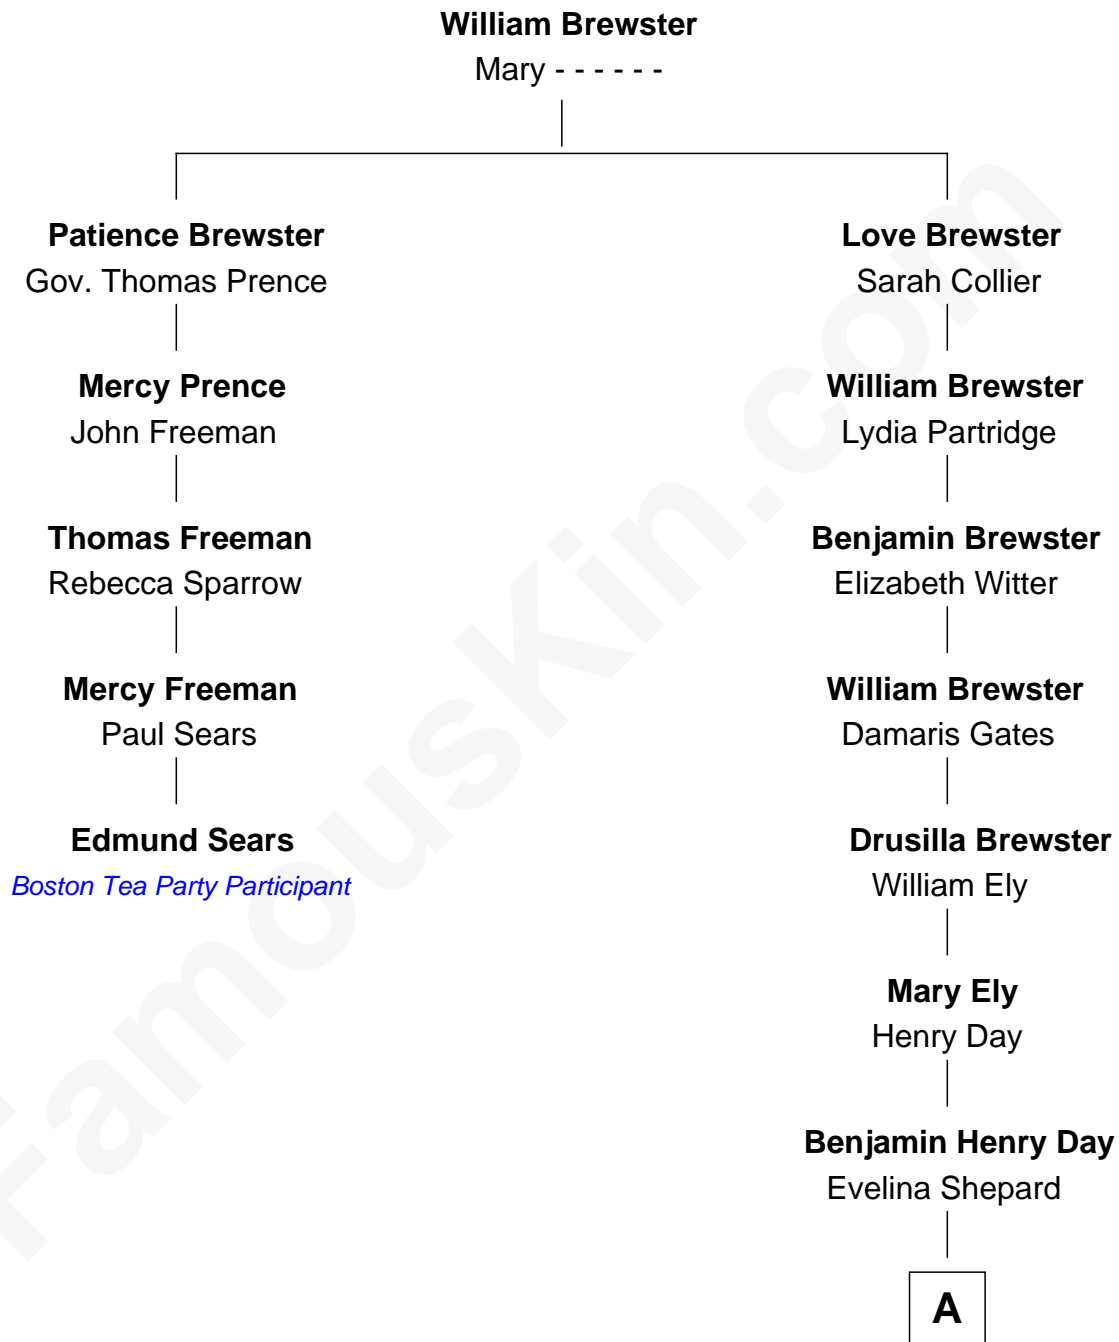 William Brewster
Mary - - - - - -
Patience Brewster
Gov. Thomas Prence
Love Brewster
Sarah Collier
Mercy Prence
John Freeman
William Brewster
Lydia Partridge
Thomas Freeman
Rebecca Sparrow
Benjamin Brewster
Elizabeth Witter
Mercy Freeman
Paul Sears
William Brewster
Damaris Gates
Edmund Sears
Boston Tea Party Participant
Drusilla Brewster
William Ely
Mary Ely
Henry Day
Benjamin Henry Day
Evelina Shepard
A
FamousKin.com